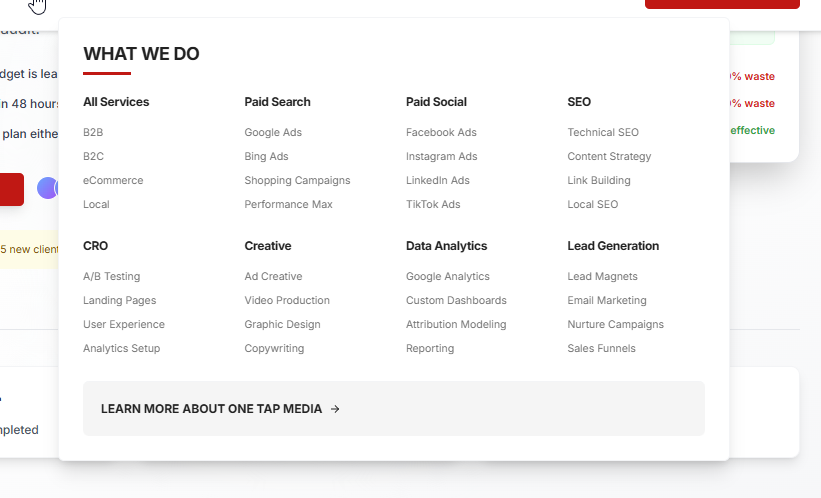 audit.
dget is lea
in 48 hours
plan eithe
5 new client
npleted
WHAT WE DO
All Services
B2B
B2C
eCommerce
Local
Paid Search
Google Ads
Bing Ads
Shopping Campaigns
Performance Max
Paid Social
Facebook Ads
Instagram Ads
LinkedIn Ads
TikTok Ads
SEO
Technical SEO
Content Strategy
Link Building
Local SEO
CRO
A/B Testing
Landing Pages
User Experience
Analytics Setup
Creative
Ad Creative
Video Production
Graphic Design
Copywriting
Data Analytics
Google Analytics
Custom Dashboards
Attribution Modeling
Reporting
Lead Generation
Lead Magnets
Email Marketing
Nurture Campaigns
Sales Funnels
LEARN MORE ABOUT ONE TAP MEDIA →
% waste
% waste
effective